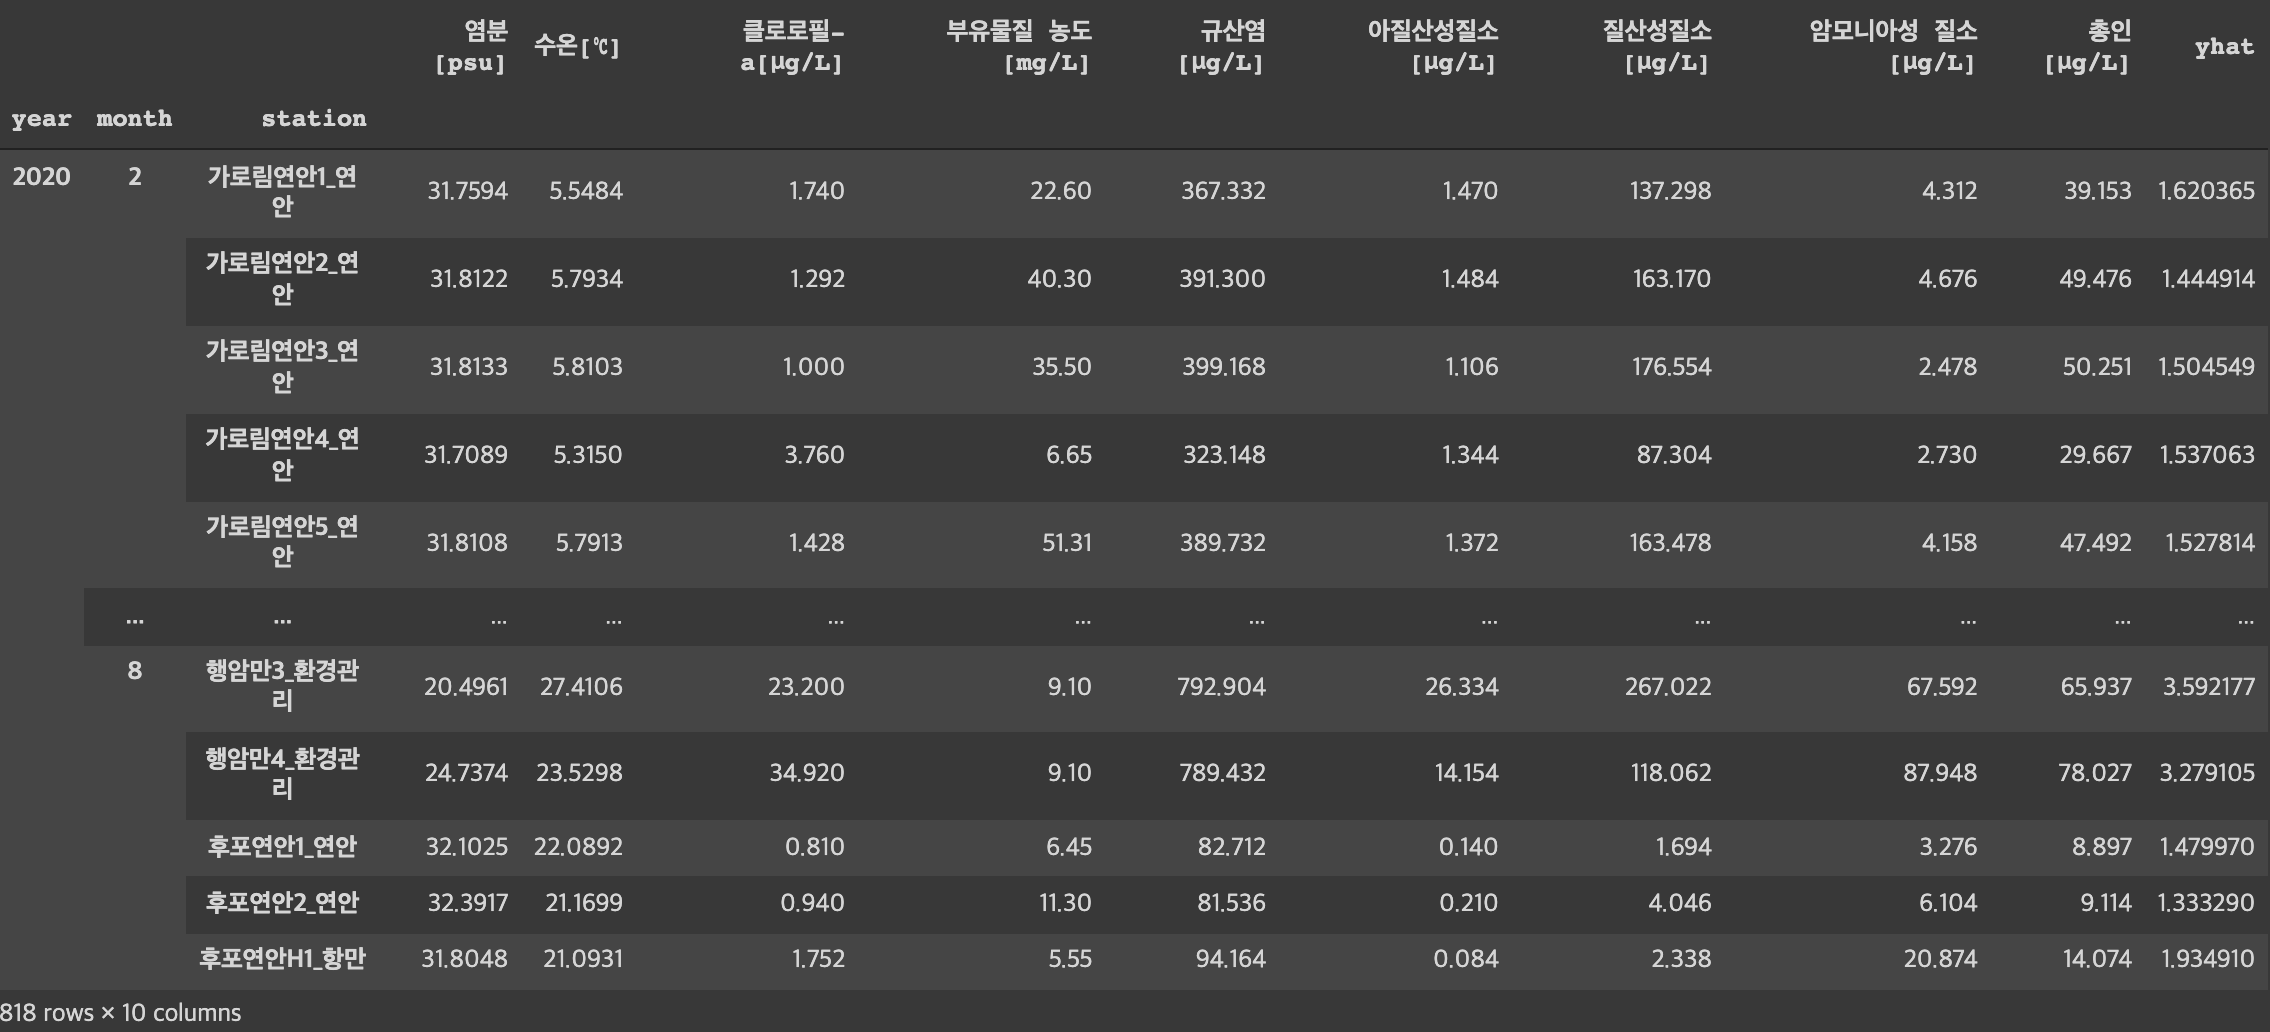 염분 수온[℃] 클로로필- 부유물질 농도 규산염 아질산성질소 질산성질소 암모니아성 질소 총인 yhat
[psu] a[μg/L] [mg/L] [μg/L] [μg/L] [μg/L] [μg/L] [μg/L]
year month station
2020 2 가로림연안1_연 31.7594 5.5484 1.740 22.60 367.332 1.470 137.298 4.312 39.153 1.620365
안
가로림연안2_연 31.8122 5.7934 1.292 40.30 391.300 1.484 163.170 4.676 49.476 1.444914
안
가로림연안3_연 31.8133 5.8103 1.000 35.50 399.168 1.106 176.554 2.478 50.251 1.504549
안
가로림연안4_연 31.7089 5.3150 3.760 6.65 323.148 1.344 87.304 2.730 29.667 1.537063
안
가로림연안5_연 31.8108 5.7913 1.428 51.31 389.732 1.372 163.478 4.158 47.492 1.527814
안
... ... ... ... ... ... ... ... ... ... ... ...
8 행암만3_환경관 20.4961 27.4106 23.200 9.10 792.904 26.334 267.022 67.592 65.937 3.592177
리
행암만4_환경관 24.7374 23.5298 34.920 9.10 789.432 14.154 118.062 87.948 78.027 3.279105
리
후포연안1_연안 32.1025 22.0892 0.810 6.45 82.712 0.140 1.694 3.276 8.897 1.479970
후포연안2_연안 32.3917 21.1699 0.940 11.30 81.536 0.210 4.046 6.104 9.114 1.333290
후포연안H1_항만 31.8048 21.0931 1.752 5.55 94.164 0.084 2.338 20.874 14.074 1.934910
818 rows × 10 columns